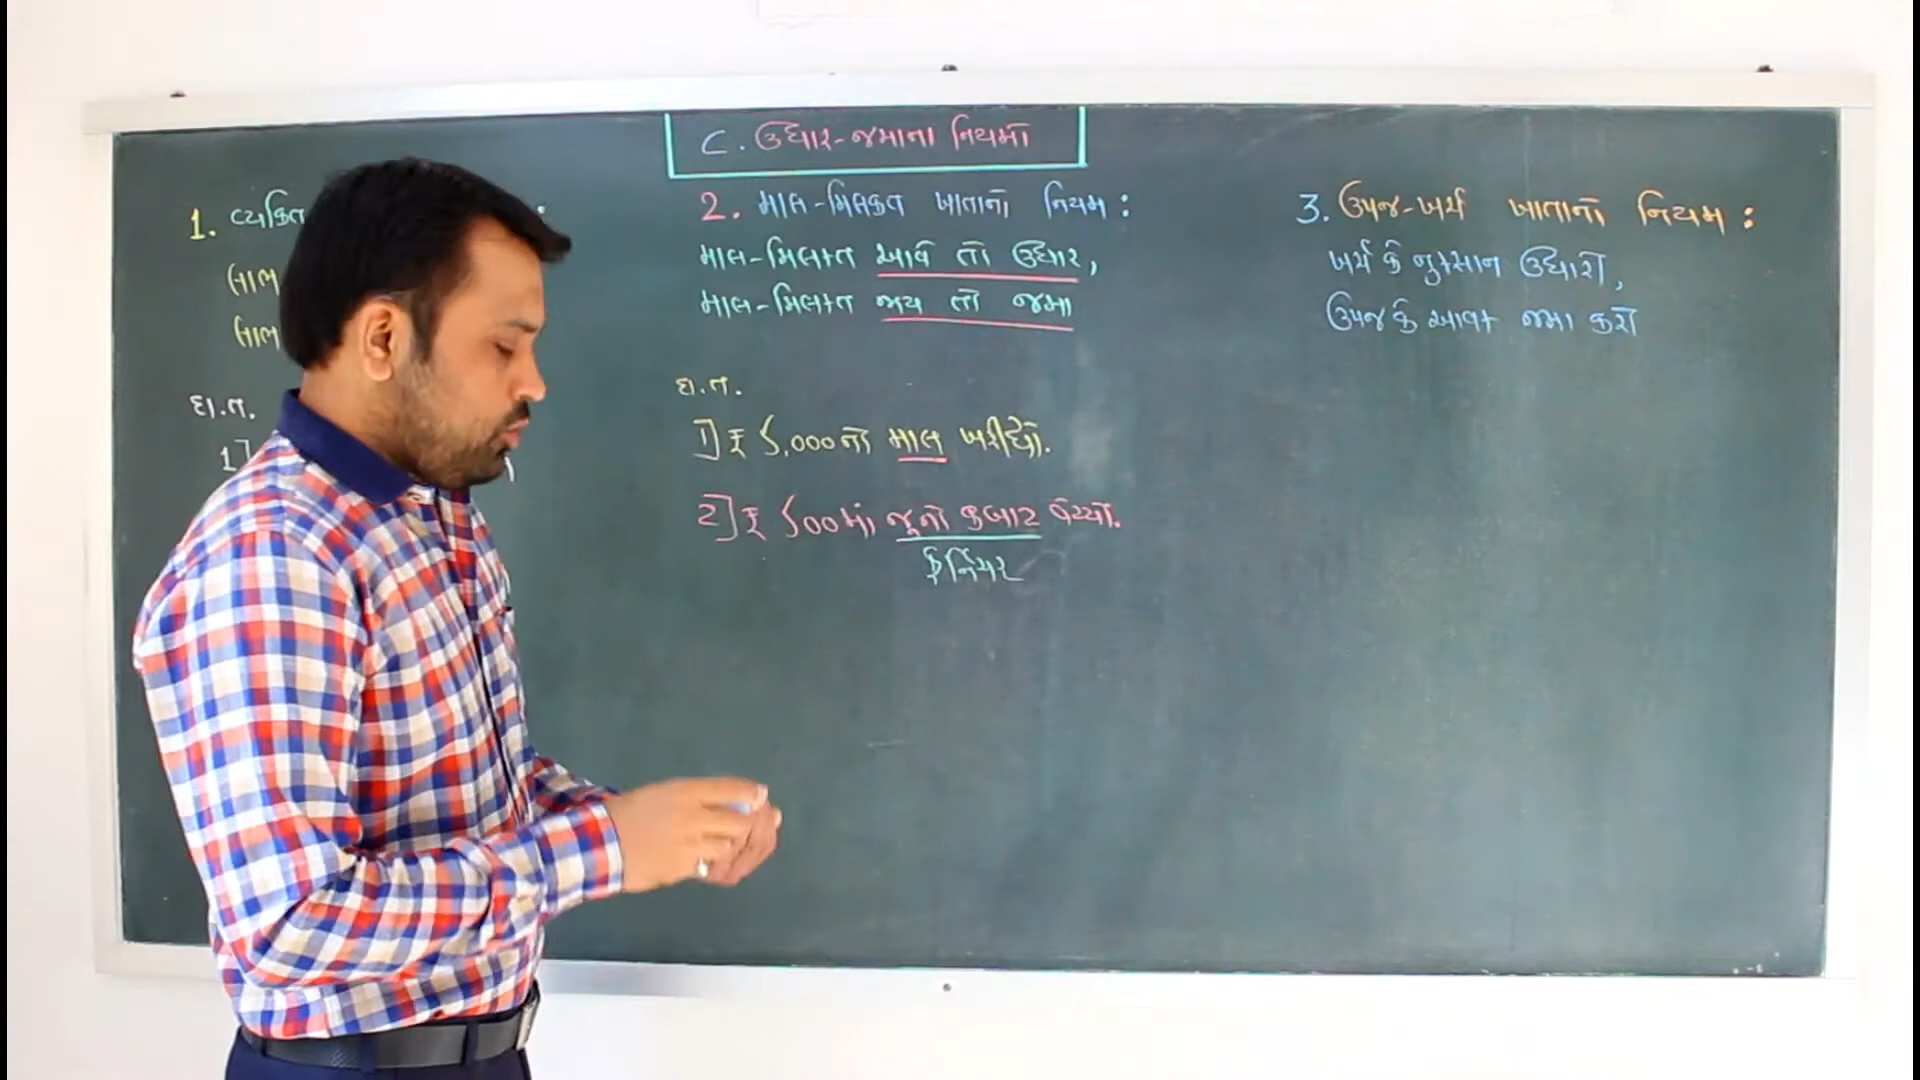 C. ઉધાર-જમાના નિયમો
1. વ્યક્તિ :
લાભ
લાભ
દા.ત.
1]
2. માલ-મિલકત ખાતાનો નિયમ :
માલ-મિલકત આવે તો ઉધાર,
માલ-મિલકત જાય તો જમા
દા.ત.
1] ₹ 5,000નો માલ ખરીદ્યો.
2] ₹ 500માં જૂનો કબાટ વેચ્યો.
ફર્નિચર
3. ઉપજ-ખર્ચ ખાતાનો નિયમ :
ખર્ચ કે નુકસાન ઉધારો,
ઉપજ કે આવક જમા કરો